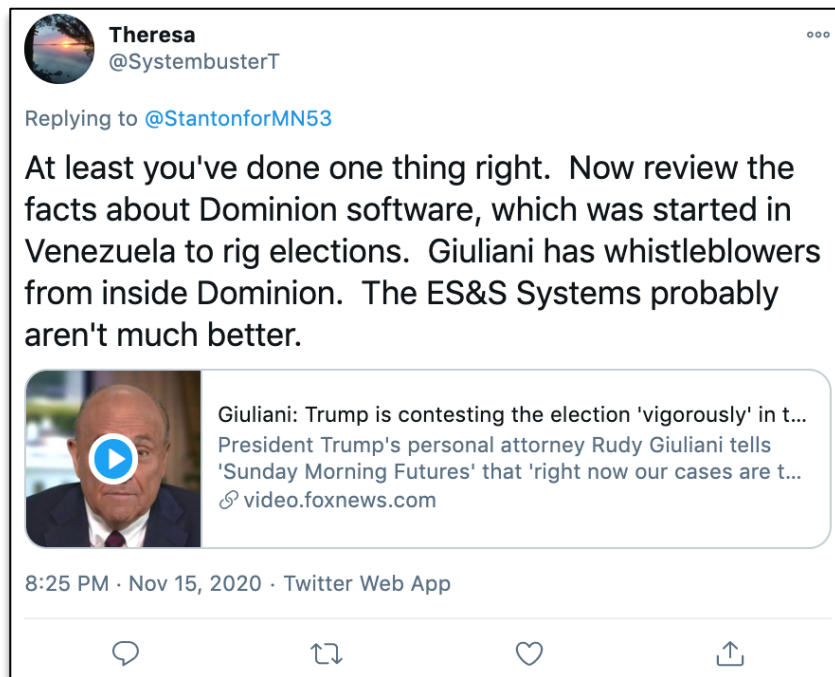 Theresa
@SystembusterT
Replying to @StantonforMN53
At least you've done one thing right.  Now review the
facts about Dominion software, which was started in
Venezuela to rig elections.  Giuliani has whistleblowers
from inside Dominion.  The ES&S Systems probably
aren't much better.
Giuliani: Trump is contesting the election 'vigorously' in t...
President Trump's personal attorney Rudy Giuliani tells
'Sunday Morning Futures' that 'right now our cases are t...
video.foxnews.com
8:25 PM · Nov 15, 2020 · Twitter Web App